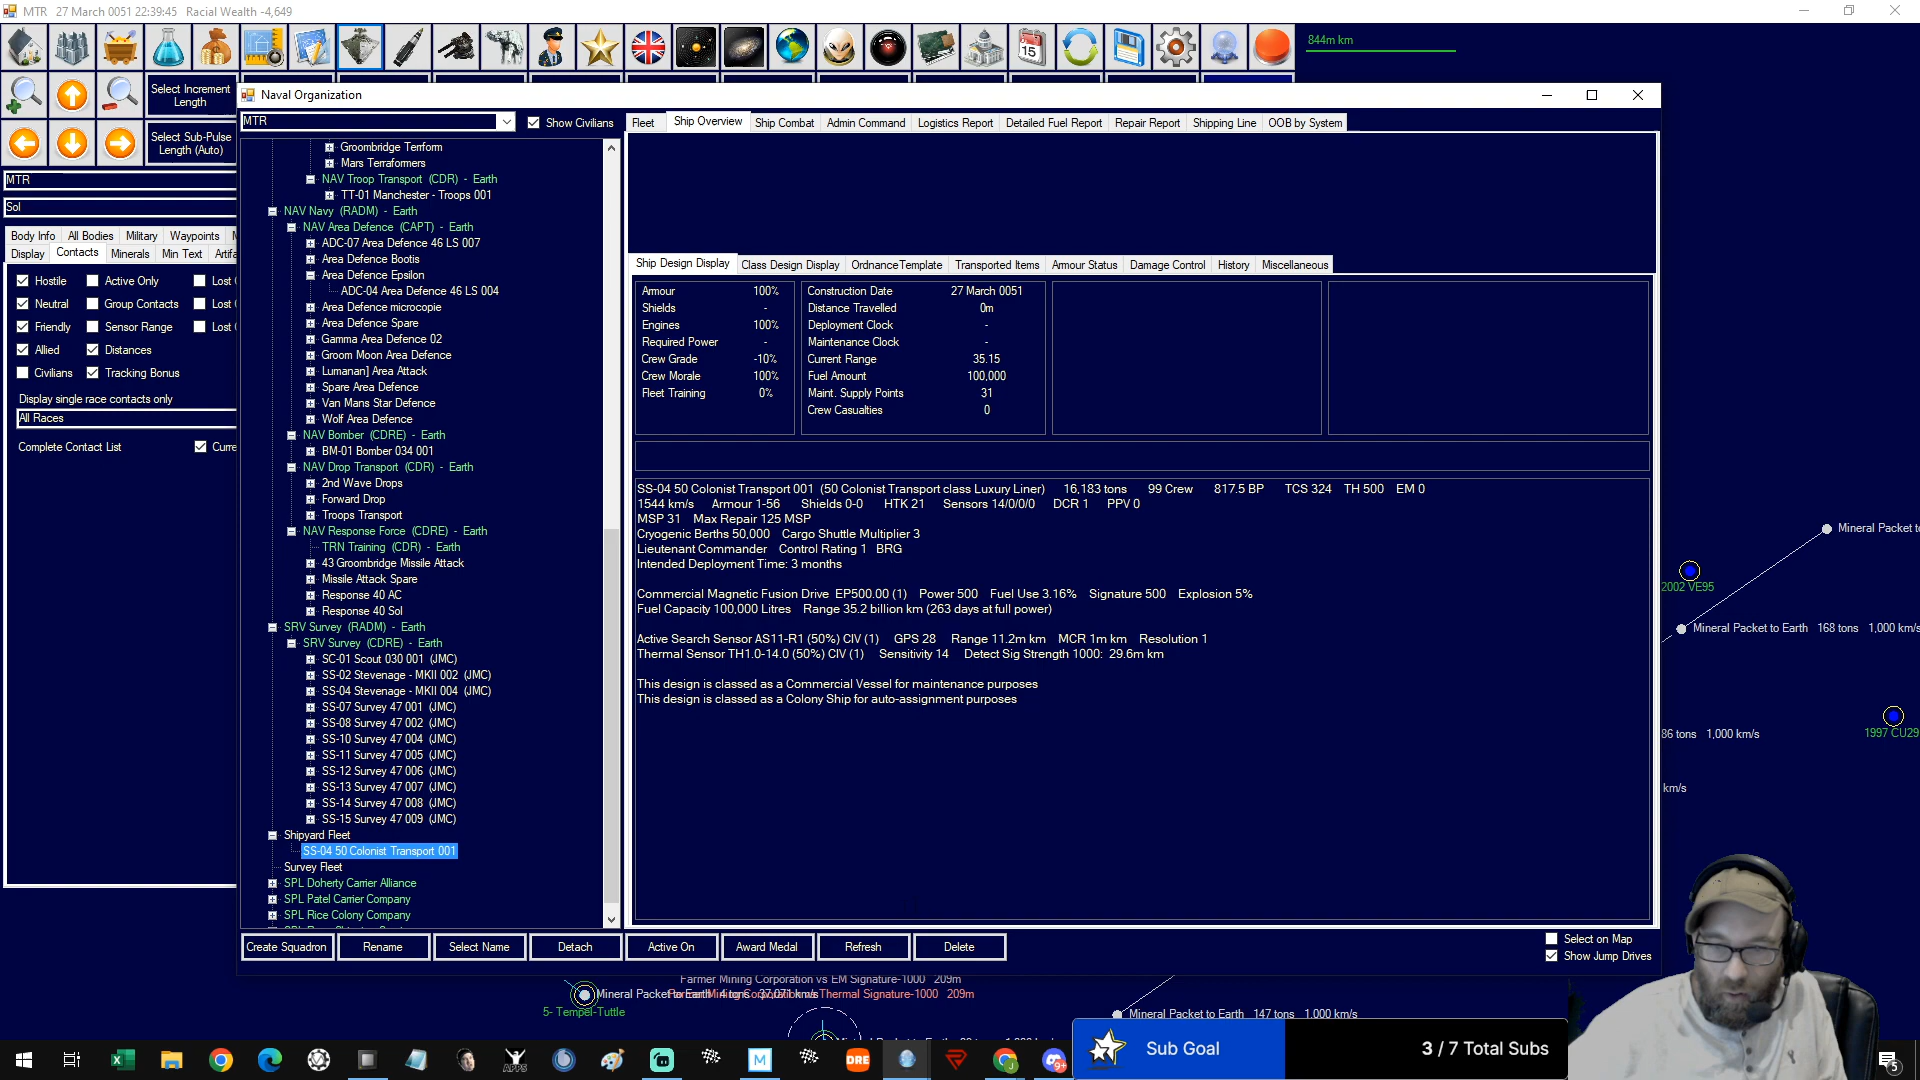 MTR   27 March 0051 22:39:45   Racial Wealth -4,649
844m km
Select Increment Length
Select Sub-Pulse Length (Auto)
MTR
Sol
Body Info   All Bodies   Military   Waypoints
Display   Contacts   Minerals   Min Text   Artifa
Hostile   Active Only   Lost
Neutral   Group Contacts   Lost
Friendly   Sensor Range   Lost
Allied   Distances
Civilians   Tracking Bonus
Display single race contacts only
All Races
Complete Contact List   Curre
Naval Organization
MTR   Show Civilians
Fleet   Ship Overview   Ship Combat   Admin Command   Logistics Report   Detailed Fuel Report   Repair Report   Shipping Line   OOB by System
Groombridge Terrform
Mars Terraformers
NAV Troop Transport (CDR) - Earth
TT-01 Manchester - Troops 001
NAV Navy (RADM) - Earth
NAV Area Defence (CAPT) - Earth
ADC-07 Area Defence 46 LS 007
Area Defence Bootis
Area Defence Epsilon
ADC-04 Area Defence 46 LS 004
Area Defence microcopie
Area Defence Spare
Gamma Area Defence 02
Groom Moon Area Defence
Lumanan] Area Attack
Spare Area Defence
Van Mans Star Defence
Wolf Area Defence
NAV Bomber (CDRE) - Earth
BM-01 Bomber 034 001
NAV Drop Transport (CDR) - Earth
2nd Wave Drops
Forward Drop
Troops Transport
NAV Response Force (CDRE) - Earth
TRN Training (CDR) - Earth
43 Groombridge Missile Attack
Missile Attack Spare
Response 40 AC
Response 40 Sol
SRV Survey (RADM) - Earth
SRV Survey (CDRE) - Earth
SC-01 Scout 030 001 (JMC)
SS-02 Stevenage - MKII 002 (JMC)
SS-04 Stevenage - MKII 004 (JMC)
SS-07 Survey 47 001 (JMC)
SS-08 Survey 47 002 (JMC)
SS-10 Survey 47 004 (JMC)
SS-11 Survey 47 005 (JMC)
SS-12 Survey 47 006 (JMC)
SS-13 Survey 47 007 (JMC)
SS-14 Survey 47 008 (JMC)
SS-15 Survey 47 009 (JMC)
Shipyard Fleet
SS-04 50 Colonist Transport 001
Survey Fleet
SPL Doherty Carrier Alliance
SPL Patel Carrier Company
SPL Rice Colony Company
Ship Design Display   Class Design Display   Ordnance Template   Transported Items   Armour Status   Damage Control   History   Miscellaneous
Armour   100%   Construction Date   27 March 0051
Shields   -   Distance Travelled   0m
Engines   100%   Deployment Clock   -
Required Power   -   Maintenance Clock   -
Crew Grade   -10%   Current Range   35.15
Crew Morale   100%   Fuel Amount   100,000
Fleet Training   0%   Maint. Supply Points   31
Crew Casualties   0
SS-04 50 Colonist Transport 001 (50 Colonist Transport class Luxury Liner)   16,183 tons   99 Crew   817.5 BP   TCS 324   TH 500   EM 0
1544 km/s   Armour 1-56   Shields 0-0   HTK 21   Sensors 14/0/0/0   DCR 1   PPV 0
MSP 31   Max Repair 125 MSP
Cryogenic Berths 50,000   Cargo Shuttle Multiplier 3
Lieutenant Commander   Control Rating 1   BRG
Intended Deployment Time: 3 months
Commercial Magnetic Fusion Drive EP500.00 (1)   Power 500   Fuel Use 3.16%   Signature 500   Explosion 5%
Fuel Capacity 100,000 Litres   Range 35.2 billion km (263 days at full power)
Active Search Sensor AS11-R1 (50%) CIV (1)   GPS 28   Range 11.2m km   MCR 1m km   Resolution 1
Thermal Sensor TH1.0-14.0 (50%) CIV (1)   Sensitivity 14   Detect Sig Strength 1000: 29.6m km
This design is classed as a Commercial Vessel for maintenance purposes
This design is classed as a Colony Ship for auto-assignment purposes
Create Squadron   Rename   Select Name   Detach   Active On   Award Medal   Refresh   Delete
Select on Map
Show Jump Drives
Mineral Packet to
2002 VE95
Mineral Packet to Earth   168 tons   1,000 km/s
86 tons   1,000 km/s
1997 CU29
km/s
Farmer Mining Corporation vs EM Signature-1000   209m
Thermal Signature-1000   209m
5- Tempel-Tuttle
Mineral Packet to Earth   147 tons   1,000 km/s
Sub Goal   3 / 7 Total Subs